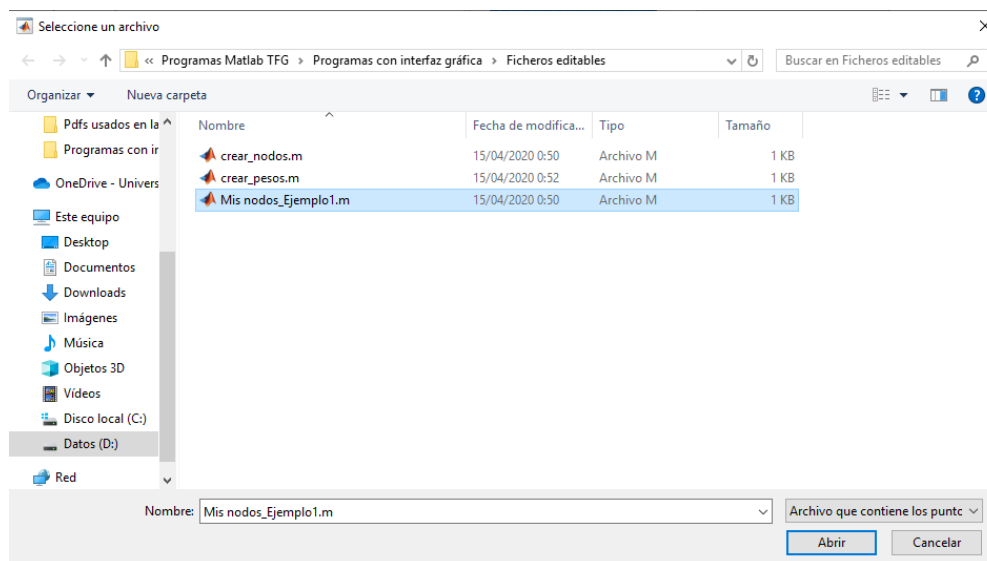 Seleccione un archivo
« Programas Matlab TFG > Programas con interfaz gráfica > Ficheros editables
Buscar en Ficheros editables
Organizar Nueva carpeta
Pdfs usados en la
Programas con ir
OneDrive - Univers
Este equipo
Desktop
Documentos
Downloads
Imágenes
Música
Objetos 3D
Vídeos
Disco local (C:)
Datos (D:)
Red
Nombre Fecha de modifica... Tipo Tamaño
crear_nodos.m 15/04/2020 0:50 Archivo M 1 KB
crear_pesos.m 15/04/2020 0:52 Archivo M 1 KB
Mis nodos_Ejemplo1.m 15/04/2020 0:50 Archivo M 1 KB
Nombre: Mis nodos_Ejemplo1.m Archivo que contiene los puntc
Abrir Cancelar